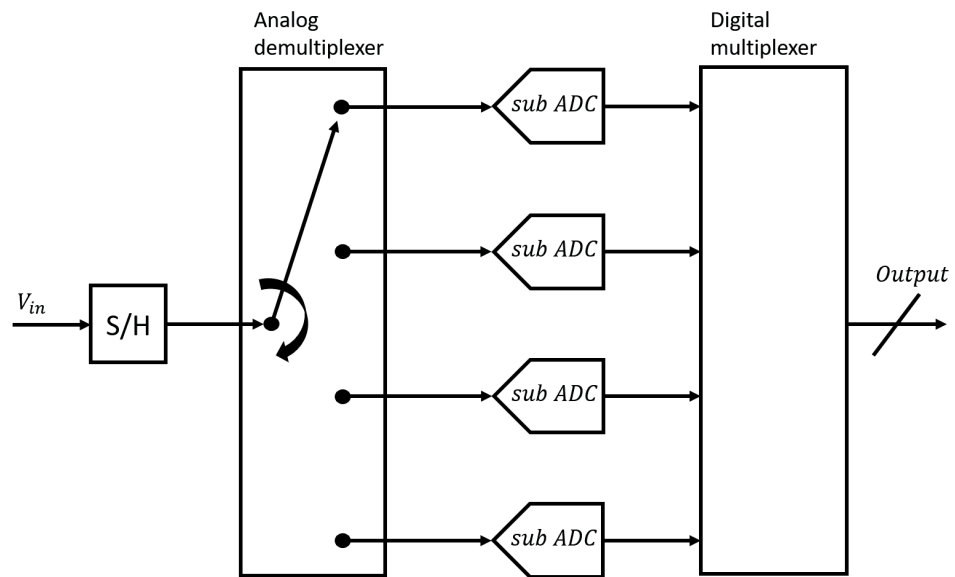 Analog
demultiplexer
Digital
multiplexer
sub ADC
sub ADC
Output
V_in
S/H
sub ADC
sub ADC